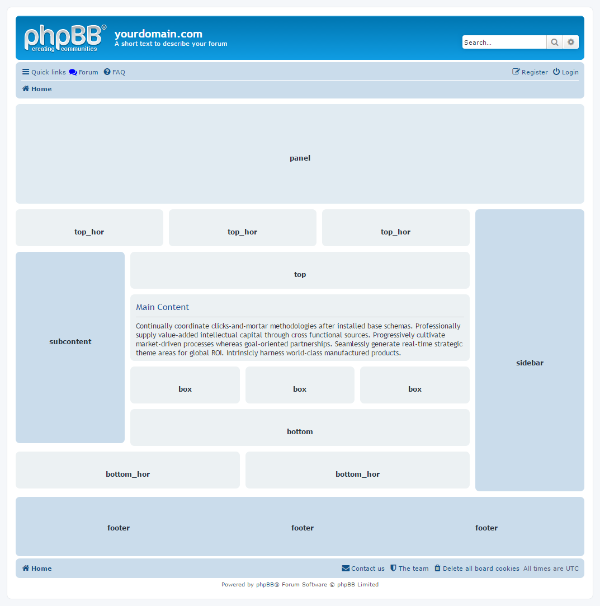 phpBB®
creating communities
yourdomain.com
A short text to describe your forum
Search...
Quick links Forum FAQ
Register Login
Home
panel
top_hor top_hor top_hor
top
subcontent
sidebar
Main Content
Continually coordinate clicks-and-mortar methodologies after installed base schemas. Professionally
supply value-added intellectual capital through cross functional sources. Progressively cultivate
market-driven processes whereas goal-oriented partnerships. Seamlessly generate real-time strategic
theme areas for global ROI. Intrinsicly harness world-class manufactured products.
box box box
bottom
bottom_hor bottom_hor
footer footer footer
Home
Contact us The team Delete all board cookies All times are UTC
Powered by phpBB® Forum Software © phpBB Limited